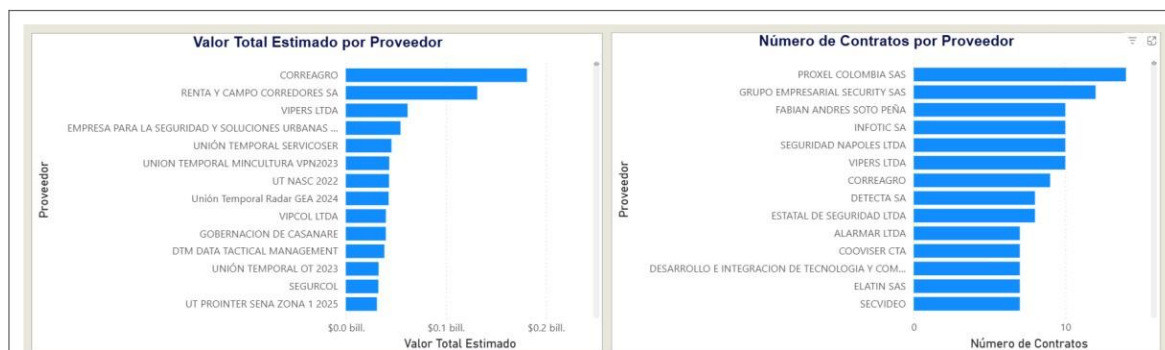 Valor Total Estimado por Proveedor
Proveedor
CORREAGRO
RENTA Y CAMPO CORREDORES SA
VIPERS LTDA
EMPRESA PARA LA SEGURIDAD Y SOLUCIONES URBANAS ...
UNIÓN TEMPORAL SERVICOSER
UNION TEMPORAL MINCULTURA VPN2023
UT NASC 2022
Unión Temporal Radar GEA 2024
VIPCOL LTDA
GOBERNACION DE CASANARE
DTM DATA TACTICAL MANAGEMENT
UNIÓN TEMPORAL OT 2023
SEGURCOL
UT PROINTER SENA ZONA 1 2025
$0.0 bill. $0.1 bill. $0.2 bill.
Valor Total Estimado
Número de Contratos por Proveedor
Proveedor
PROXEL COLOMBIA SAS
GRUPO EMPRESARIAL SECURITY SAS
FABIAN ANDRES SOTO PEÑA
INFOTIC SA
SEGURIDAD NAPOLES LTDA
VIPERS LTDA
CORREAGRO
DETECTA SA
ESTATAL DE SEGURIDAD LTDA
ALARMAR LTDA
COOVISER CTA
DESARROLLO E INTEGRACION DE TECNOLOGIA Y COM...
ELATIN SAS
SECVIDEO
0 10
Número de Contratos